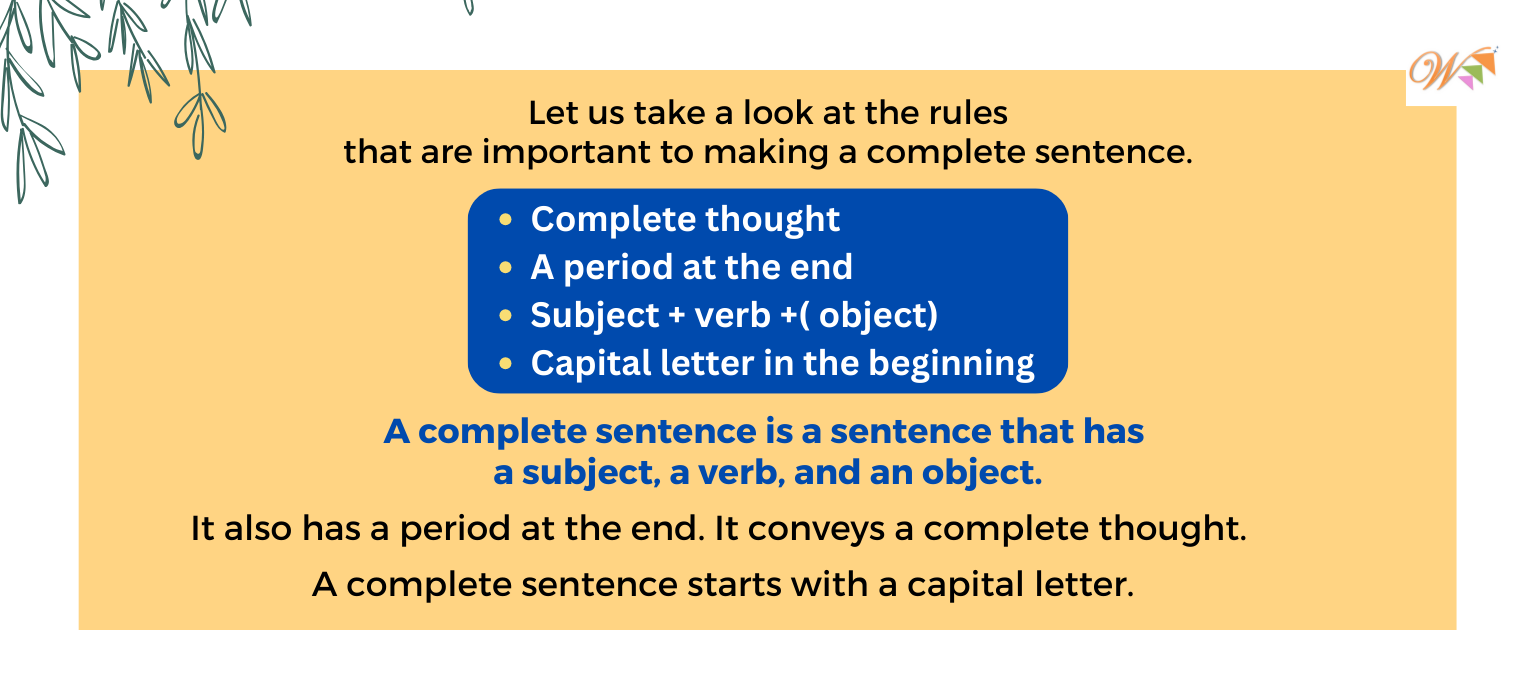 W
Let us take a look at the rules
that are important to making a complete sentence.
• Complete thought
• A period at the end
• Subject + verb +( object)
• Capital letter in the beginning
A complete sentence is a sentence that has
a subject, a verb, and an object.
It also has a period at the end. It conveys a complete thought.
A complete sentence starts with a capital letter.